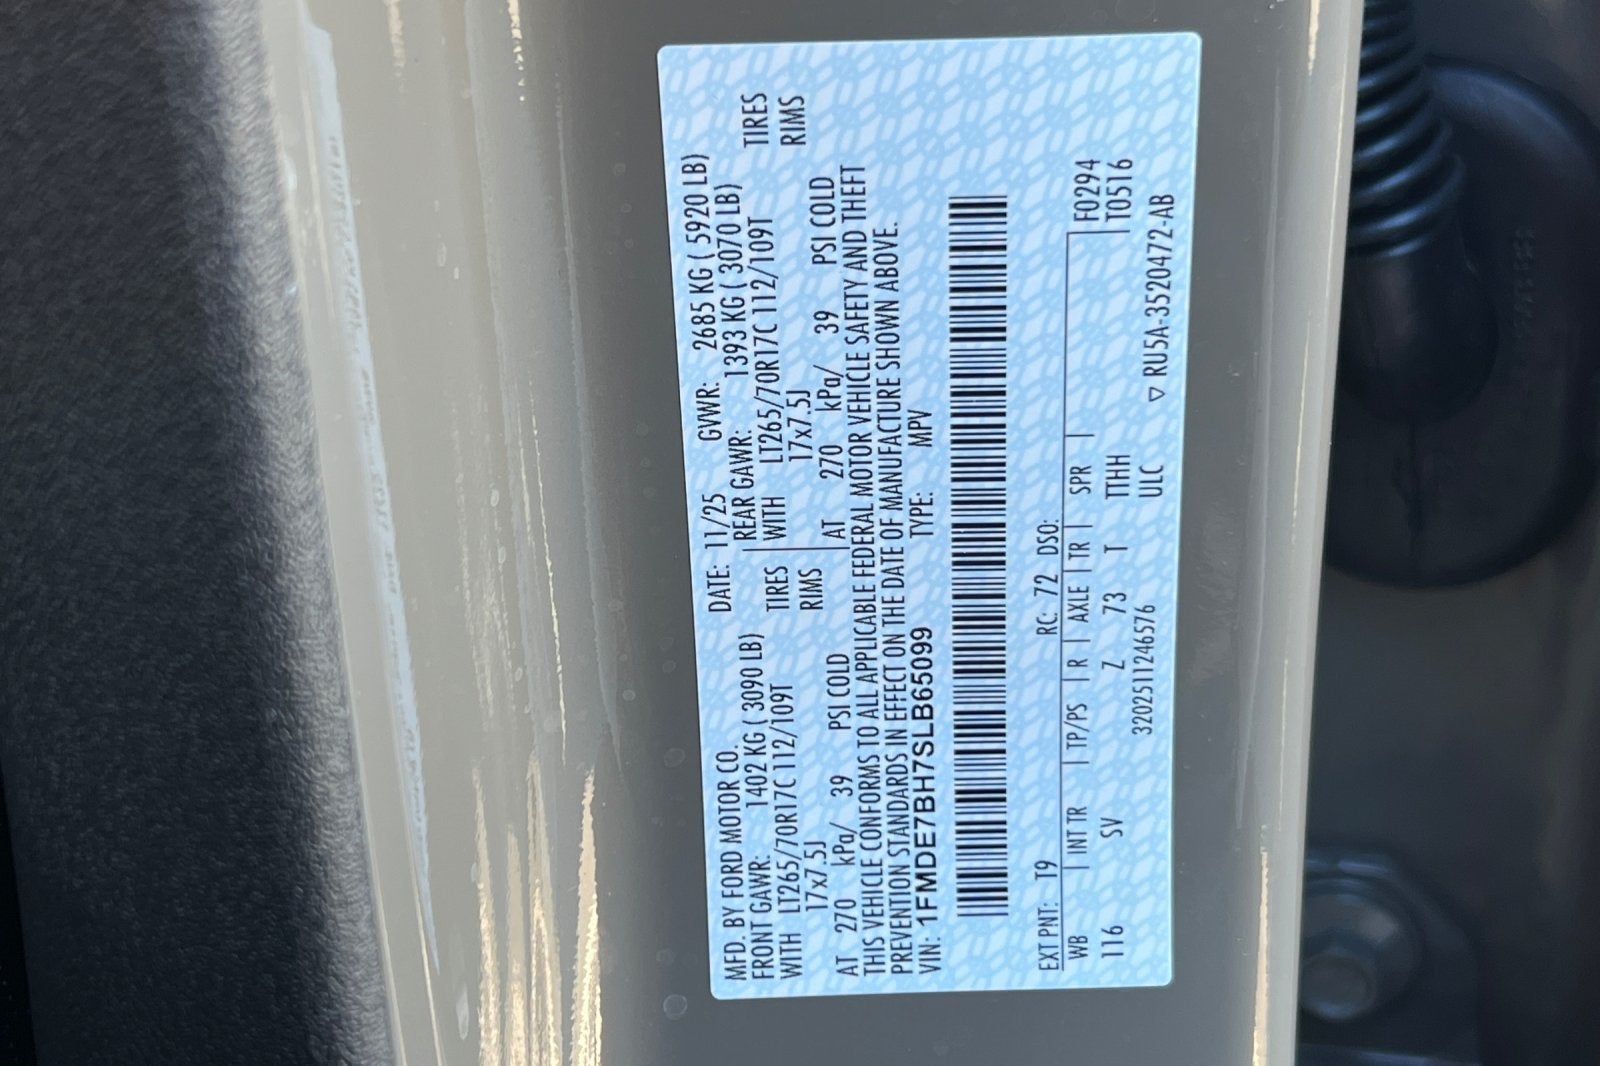 MFD. BY FORD MOTOR CO. DATE: 11/25 GVWR: 2685 KG ( 5920 LB)
FRONT GAWR: 1402 KG ( 3090 LB) REAR GAWR: 1393 KG ( 3070 LB)
WITH LT265/70R17C 112/109T TIRES WITH LT265/70R17C 112/109T TIRES
17x7.5J RIMS 17x7.5J RIMS
AT 270 kPa/ 39 PSI COLD AT 270 kPa/ 39 PSI COLD
THIS VEHICLE CONFORMS TO ALL APPLICABLE FEDERAL MOTOR VEHICLE SAFETY AND THEFT
PREVENTION STANDARDS IN EFFECT ON THE DATE OF MANUFACTURE SHOWN ABOVE.
VIN: 1FMDE7BH7SLB65099 TYPE: MPV
EXT PNT: T9 RC: 72 DSO: F0294
WB INT TR TP/PS R AXLE TR SPR T0516
116 SV Z 73 T TTHH
3202511246576 ULC ▽ RU5A-3520472-AB